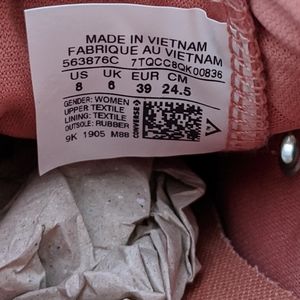 MADE IN VIETNAM
FABRIQUE AU VIETNAM
563876C 7TQCC8QK00836
US UK EUR CM
8 6 39 24.5
GENDER: WOMEN
UPPER TEXTILE
LINING: TEXTILE
OUTSOLE: RUBBER
9K 1905 M88
CONVERSE